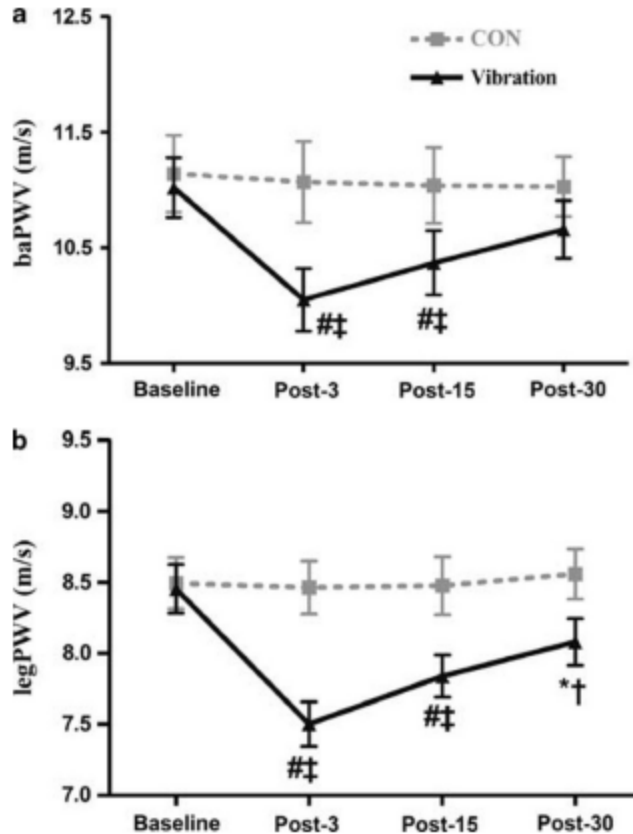 a
12.5
11.5
10.5
9.5
baPWV (m/s)
CON
Vibration
#‡
#‡
Baseline Post-3 Post-15 Post-30
b
9.5
9.0
8.5
8.0
7.5
7.0
legPWV (m/s)
#‡
#‡
*†
Baseline Post-3 Post-15 Post-30